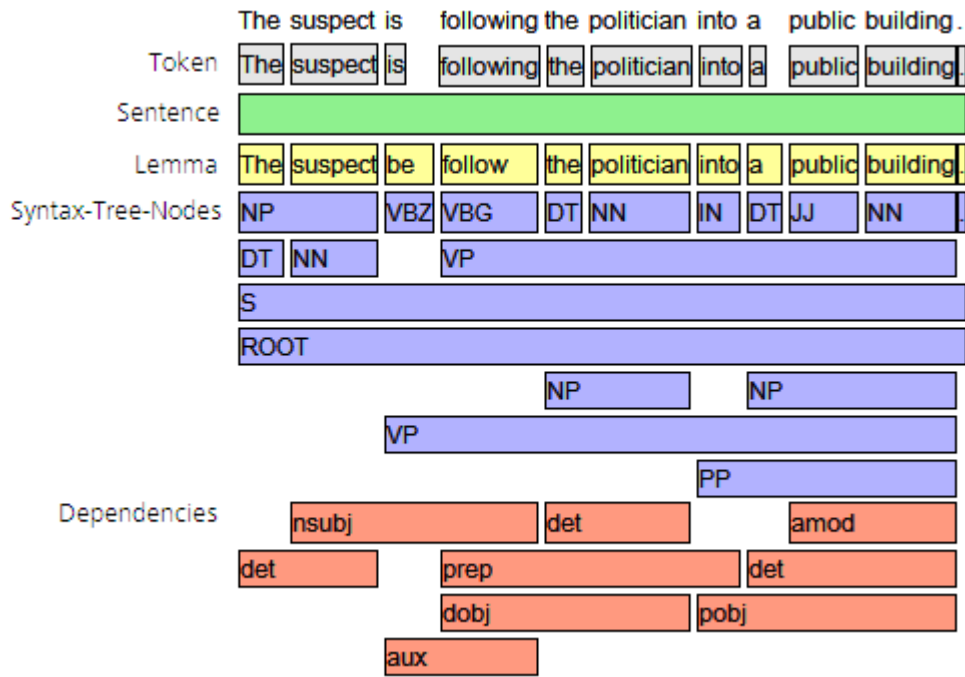 The suspect is following the politician into a public building .
Token The suspect is following the politician into a public building .
Sentence
Lemma The suspect be follow the politician into a public building .
Syntax-Tree-Nodes NP VBZ VBG DT NN IN DT JJ NN .
DT NN VP
S
ROOT
NP NP
VP
PP
Dependencies nsubj det amod
det prep det
dobj pobj
aux